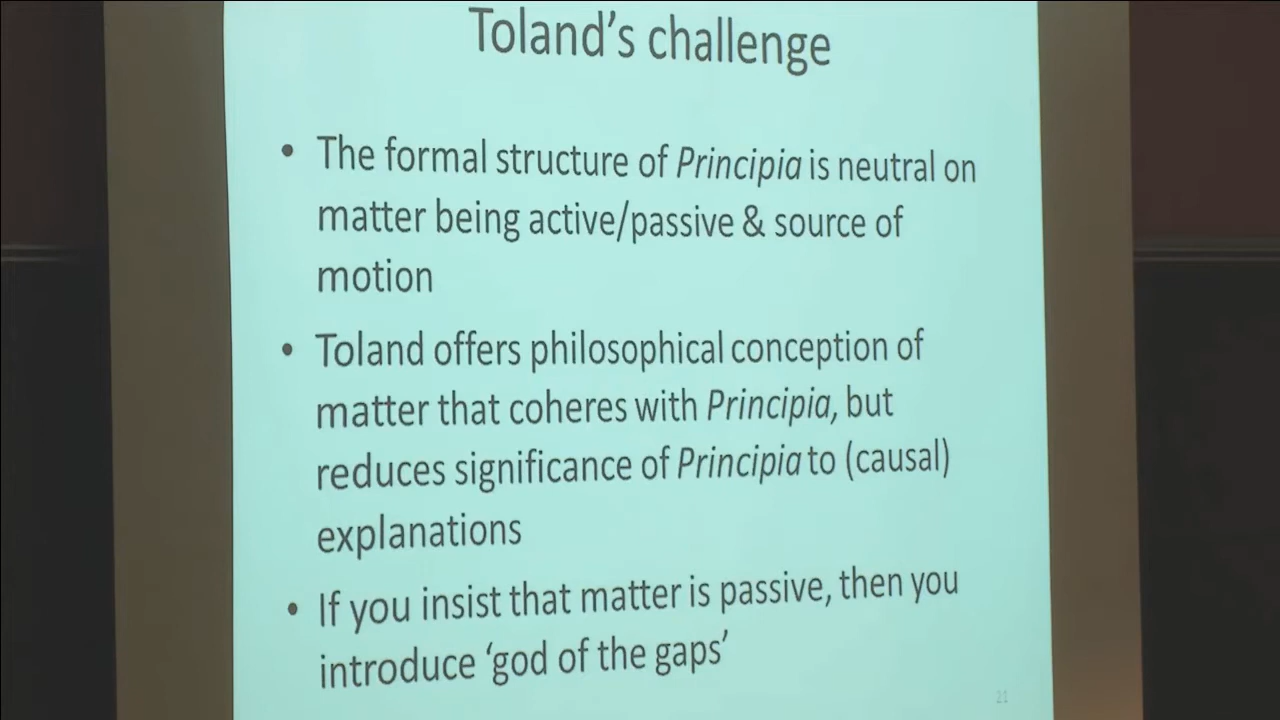 Toland's challenge
• The formal structure of Principia is neutral on
matter being active/passive & source of
motion
• Toland offers philosophical conception of
matter that coheres with Principia, but
reduces significance of Principia to (causal)
explanations
• If you insist that matter is passive, then you
introduce 'god of the gaps'
21